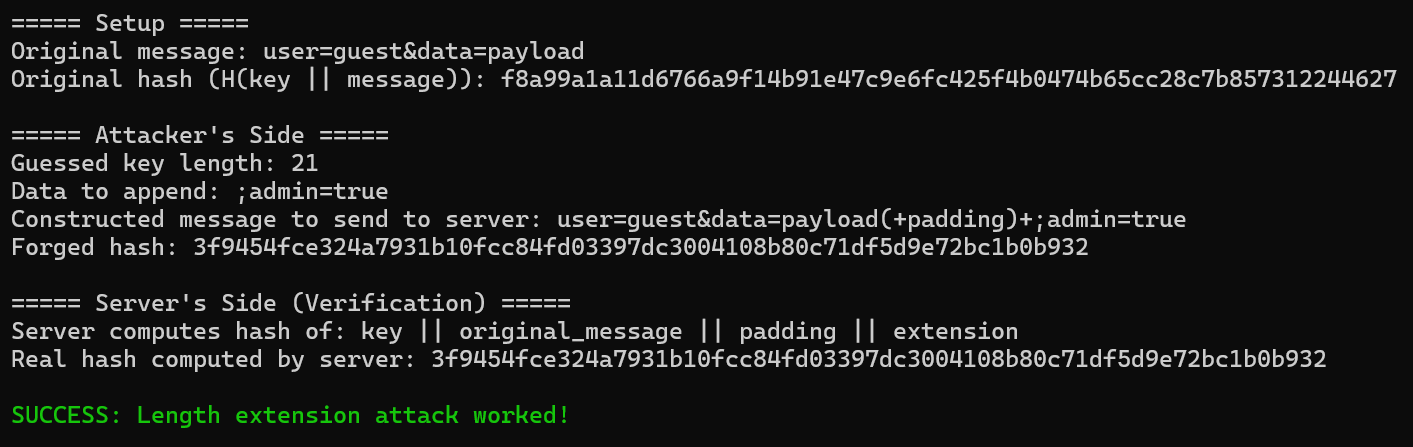 ===== Setup =====
Original message: user=guest&data=payload
Original hash (H(key || message)): f8a99a1a11d6766a9f14b91e47c9e6fc425f4b0474b65cc28c7b857312244627
===== Attacker's Side =====
Guessed key length: 21
Data to append: ;admin=true
Constructed message to send to server: user=guest&data=payload(+padding)+;admin=true
Forged hash: 3f9454fce324a7931b10fcc84fd03397dc3004108b80c71df5d9e72bc1b0b932
===== Server's Side (Verification) =====
Server computes hash of: key || original_message || padding || extension
Real hash computed by server: 3f9454fce324a7931b10fcc84fd03397dc3004108b80c71df5d9e72bc1b0b932
SUCCESS: Length extension attack worked!